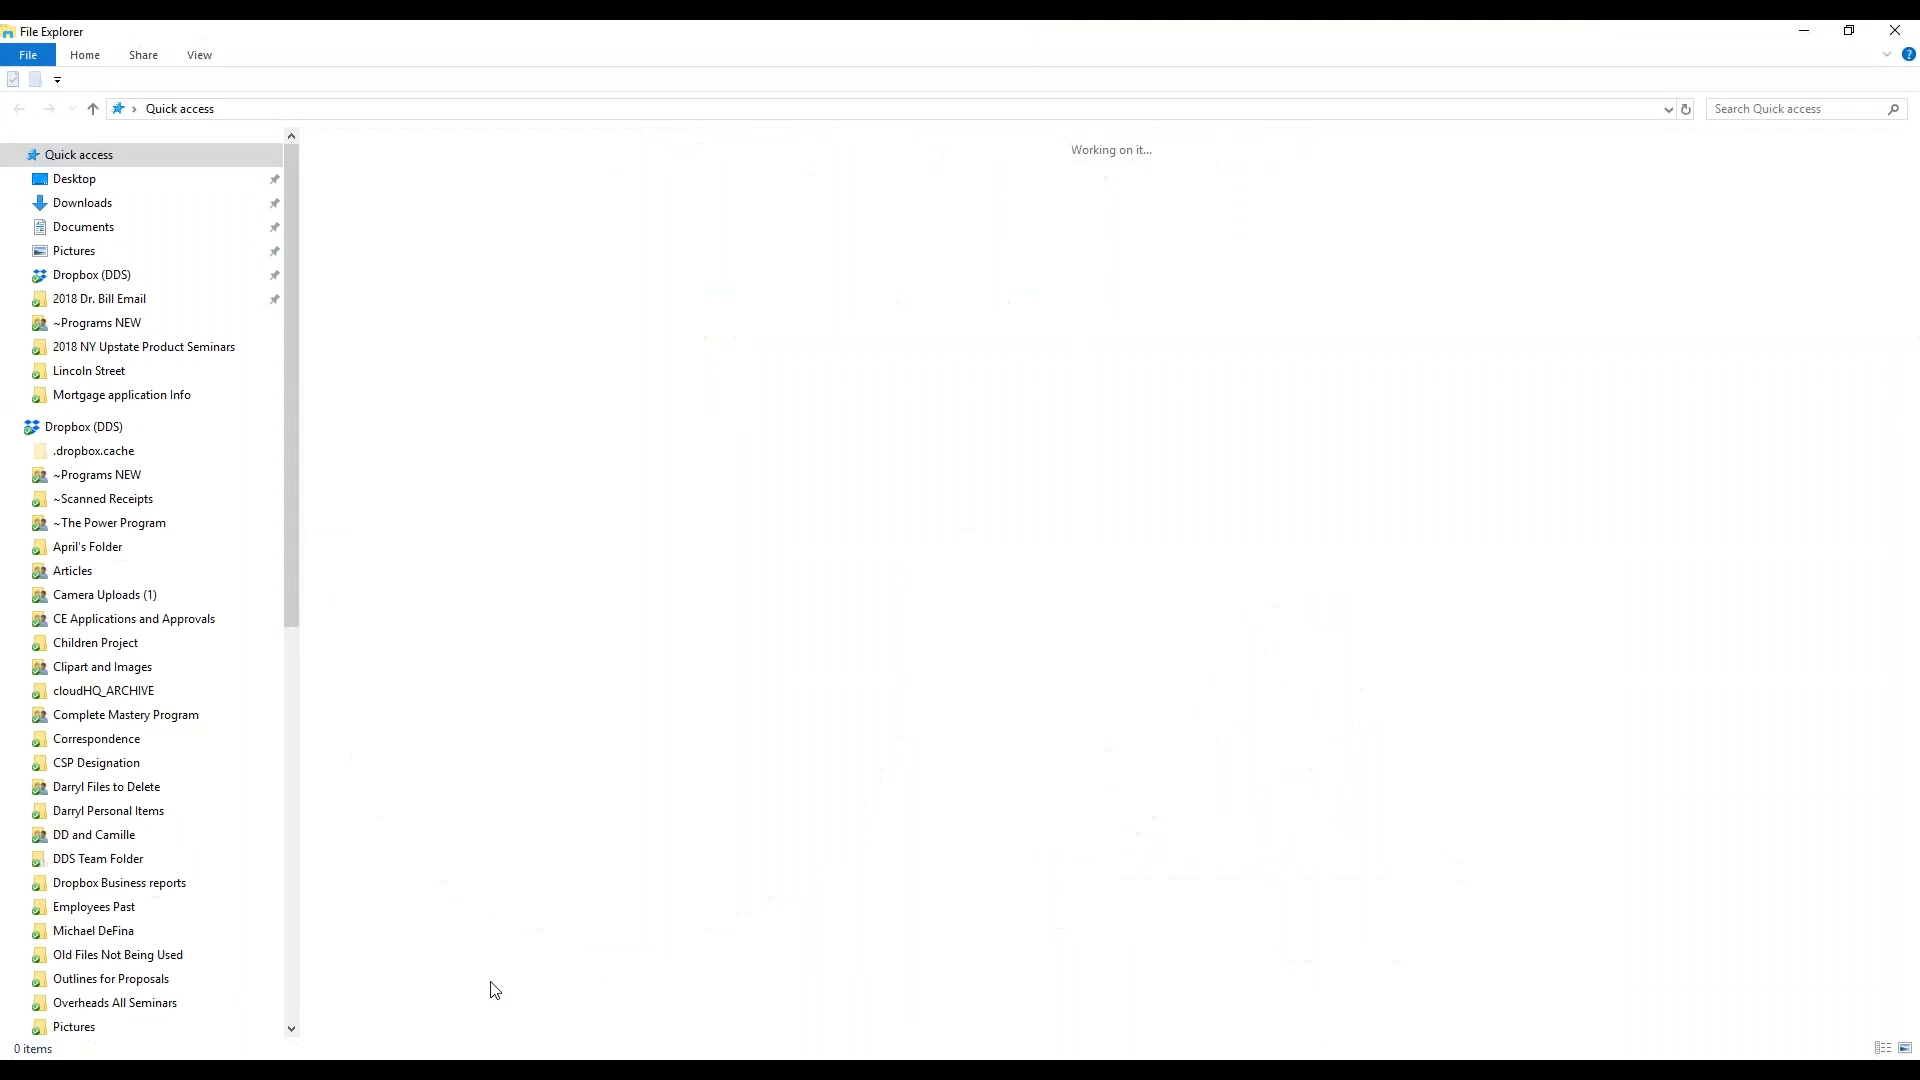 File Explorer
File Home Share View
Quick access
Search Quick access
Working on it...
Quick access
Desktop
Downloads
Documents
Pictures
Dropbox (DDS)
2018 Dr. Bill Email
~Programs NEW
2018 NY Upstate Product Seminars
Lincoln Street
Mortgage application Info
Dropbox (DDS)
.dropbox.cache
~Programs NEW
~Scanned Receipts
~The Power Program
April's Folder
Articles
Camera Uploads (1)
CE Applications and Approvals
Children Project
Clipart and Images
cloudHQ_ARCHIVE
Complete Mastery Program
Correspondence
CSP Designation
Darryl Files to Delete
Darryl Personal Items
DD and Camille
DDS Team Folder
Dropbox Business reports
Employees Past
Michael DeFina
Old Files Not Being Used
Outlines for Proposals
Overheads All Seminars
Pictures
0 items